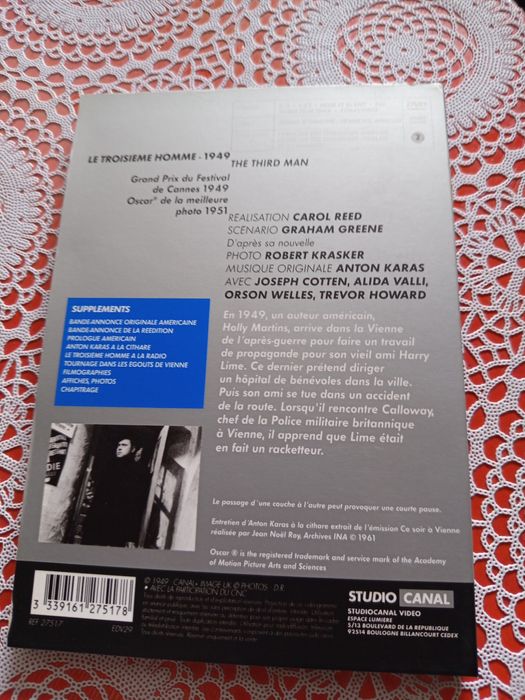 LE TROISIEME HOMME - 1949
THE THIRD MAN
Grand Prix du Festival
de Cannes 1949
Oscar® de la meilleure
photo 1951
REALISATION CAROL REED
SCENARIO GRAHAM GREENE
D'après sa nouvelle
PHOTO ROBERT KRASKER
MUSIQUE ORIGINALE ANTON KARAS
AVEC JOSEPH COTTEN, ALIDA VALLI,
ORSON WELLES, TREVOR HOWARD
SUPPLEMENTS
BANDE-ANNONCE ORIGINALE AMERICAINE
BANDE-ANNONCE DE LA REEDITION
PROLOGUE AMERICAIN
ANTON KARAS A LA CITHARE
LE TROISIEME HOMME A LA RADIO
TOURNAGE DANS LES EGOUTS DE VIENNE
FILMOGRAPHIES
AFFICHES, PHOTOS
CHAPITRAGE
En 1949, un auteur américain,
Holly Martins, arrive dans la Vienne
de l'après-guerre pour faire un travail
de propagande pour son vieil ami Harry
Lime. Ce dernier prétend diriger
un hôpital de bénévoles dans la ville.
Puis son ami se tue dans un accident
de la route. Lorsqu'il rencontre Calloway,
chef de la Police militaire britannique
à Vienne, il apprend que Lime était
en fait un racketteur.
DIE
Le passage d'une couche à l'autre peut provoquer une courte pause.
Entretien d'Anton Karas à la cithare extrait de l'émission Ce soir à Vienne
réalisée par Jean Noël Roy, Archives INA © 1961
Oscar ® is the registered trademark and service mark of the Academy
of Motion Picture Arts and Sciences
3 339161 275178
REF 27517
EDV29
© 1949 CANAL+ IMAGE UK © PHOTOS : D.R.
• AVEC LA PARTICIPATION DU CNC
STUDIO CANAL
STUDIOCANAL VIDEO
ESPACE LUMIERE
5/13 BOULEVARD DE LA REPUBLIQUE
92514 BOULOGNE BILLANCOURT CEDEX